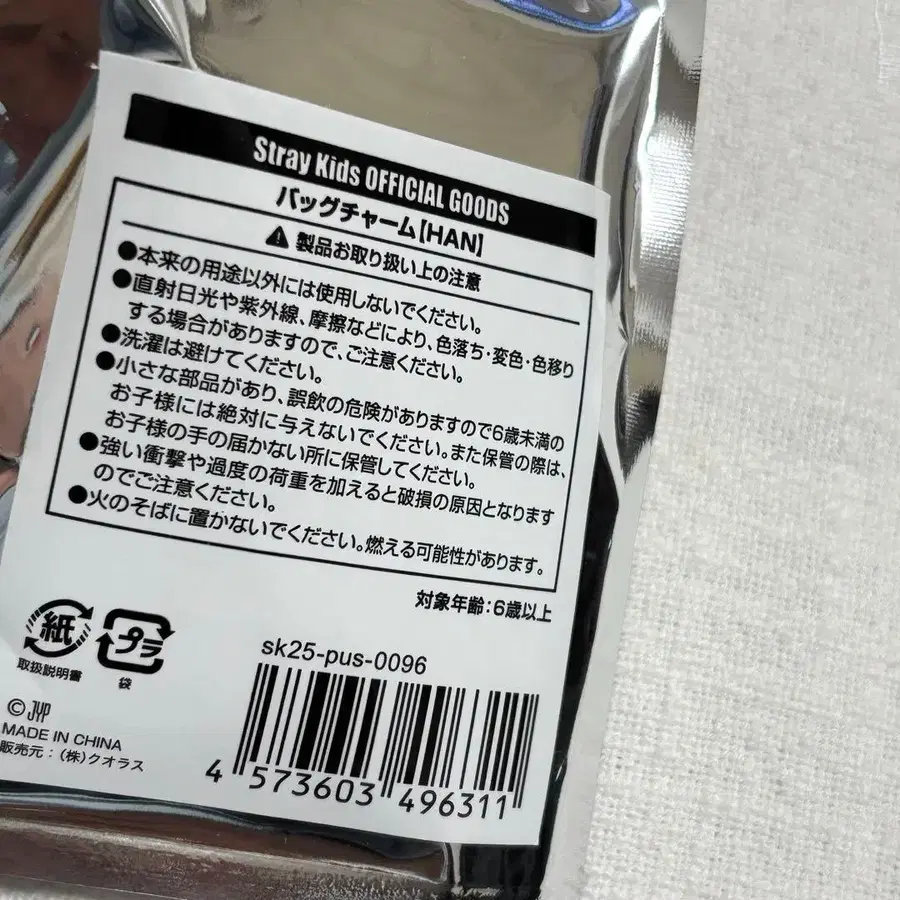 Stray Kids OFFICIAL GOODS
バッグチャーム【HAN】
製品お取り扱い上の注意
●本来の用途以外には使用しないでください。
●直射日光や紫外線、摩擦などにより、色落ち・変色・色移り
する場合がありますので、ご注意ください。
●洗濯は避けてください。
●小さな部品があり、誤飲の危険がありますので6歳未満の
お子様には絶対に与えないでください。また保管の際は、
お子様の手の届かない所に保管してください。
●強い衝撃や過度の荷重を加えると破損の原因となります
のでご注意ください。
●火のそばに置かないでください。燃える可能性があります。
対象年齢：6歳以上
紙
取扱説明書
プラ
袋
sk25-pus-0096
© JYP
MADE IN CHINA
販売元：(株)クオラス
4 573603 496311